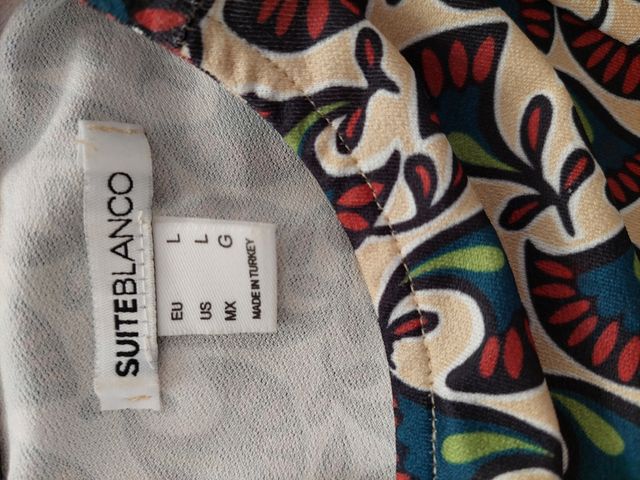 SUITEBLANCO
EU L
US L
MX G
MADE IN TURKEY